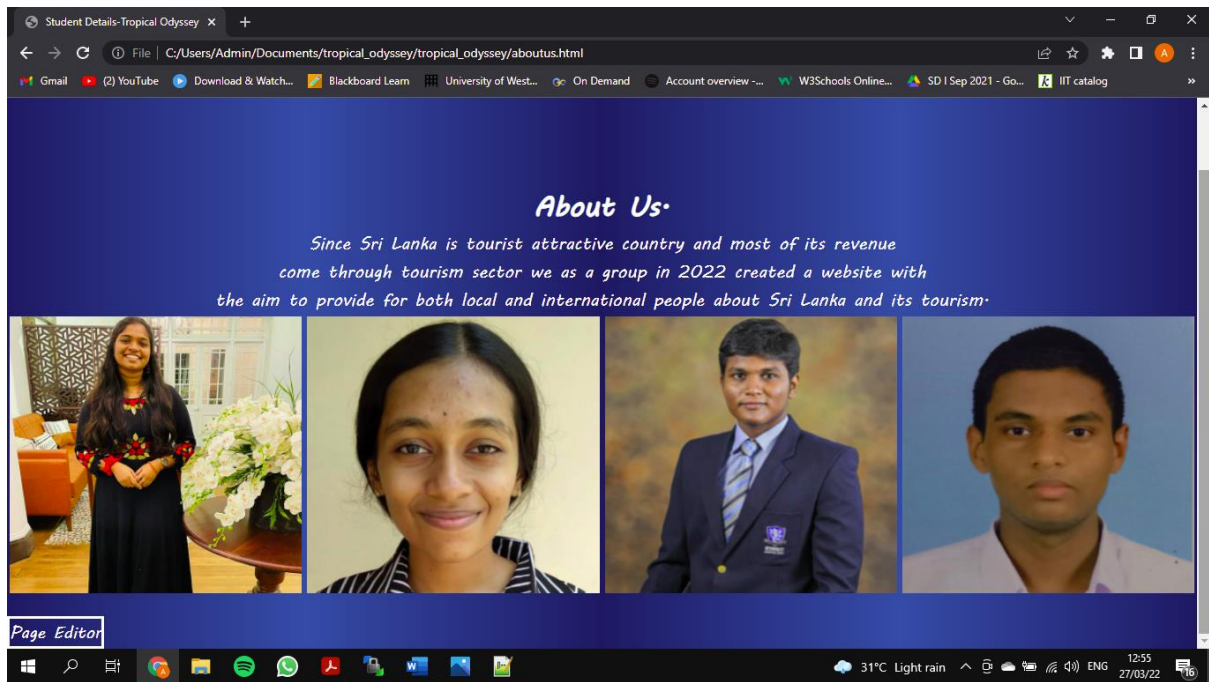 Student Details-Tropical Odyssey
File | C:/Users/Admin/Documents/tropical_odyssey/tropical_odyssey/aboutus.html
A
Gmail (2) YouTube Download & Watch... Blackboard Learn University of West... On Demand Account overview -... W3Schools Online... SD I Sep 2021 - Go... IIT catalog »
About Us.
Since Sri Lanka is tourist attractive country and most of its revenue
come through tourism sector we as a group in 2022 created a website with
the aim to provide for both local and international people about Sri Lanka and its tourism.
Page Editor
31°C Light rain ENG 12:55
27/03/22
16